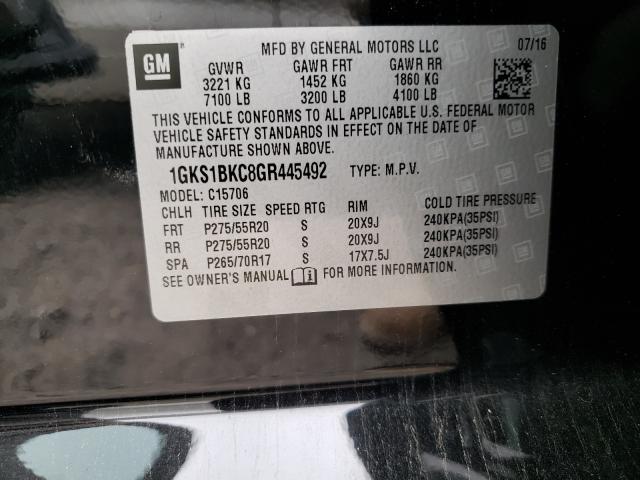 GM
MFD BY GENERAL MOTORS LLC 07/16
GVWR GAWR FRT GAWR RR
3221 KG 1452 KG 1860 KG
7100 LB 3200 LB 4100 LB
THIS VEHICLE CONFORMS TO ALL APPLICABLE U.S. FEDERAL MOTOR
VEHICLE SAFETY STANDARDS IN EFFECT ON THE DATE OF
MANUFACTURE SHOWN ABOVE.
1GKS1BKC8GR445492 TYPE: M.P.V.
MODEL: C15706
CHLH TIRE SIZE SPEED RTG RIM COLD TIRE PRESSURE
FRT P275/55R20 S 20X9J 240KPA(35PSI)
RR P275/55R20 S 20X9J 240KPA(35PSI)
SPA P265/70R17 S 17X7.5J 240KPA(35PSI)
SEE OWNER'S MANUAL FOR MORE INFORMATION.